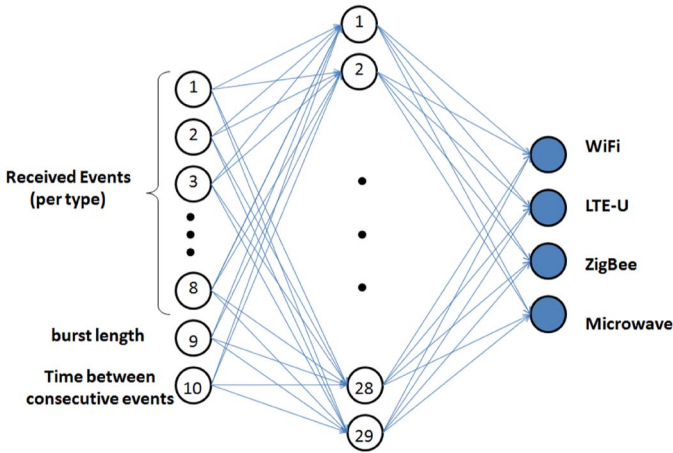 1
2
1
2
3
8
9
10
Received Events
(per type)
burst length
Time between
consecutive events
28
29
WiFi
LTE-U
ZigBee
Microwave